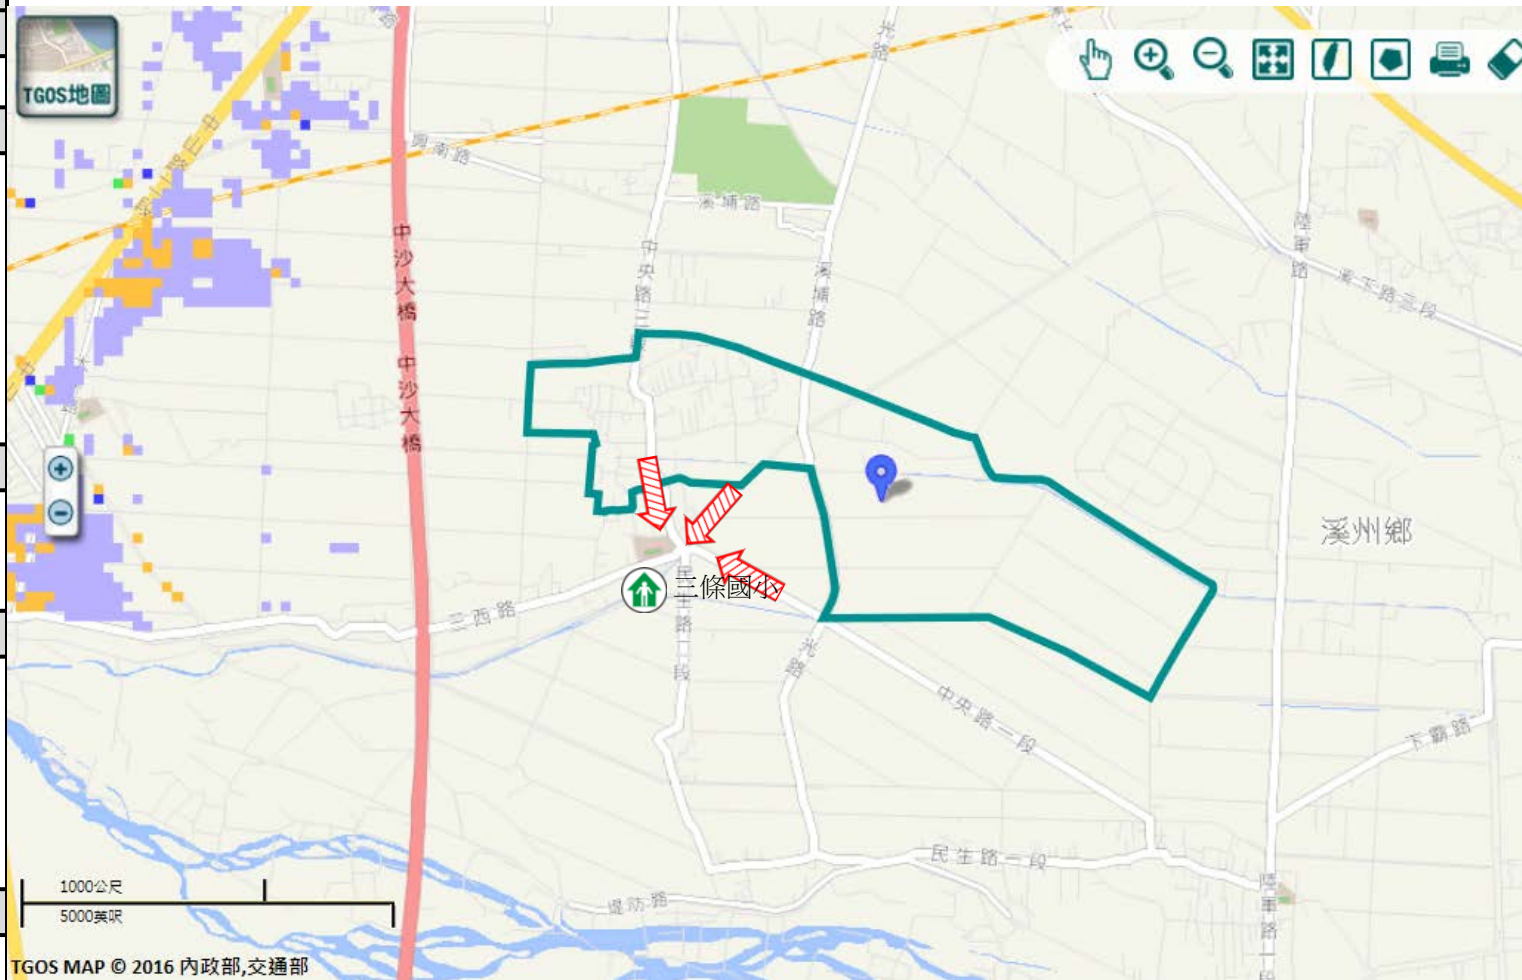 TGOS地圖
光路
興南路
溪埔路
中沙大橋
中央路三段
溪埔路
陸軍路
溪下路三段
中沙大橋
溪州鄉
三條國小
三西路
民生路一段
光路
中央路一段
下霸路
民生路一段
堤防路
陸軍路一段
1000公尺
5000英呎
TGOS MAP © 2016 內政部,交通部